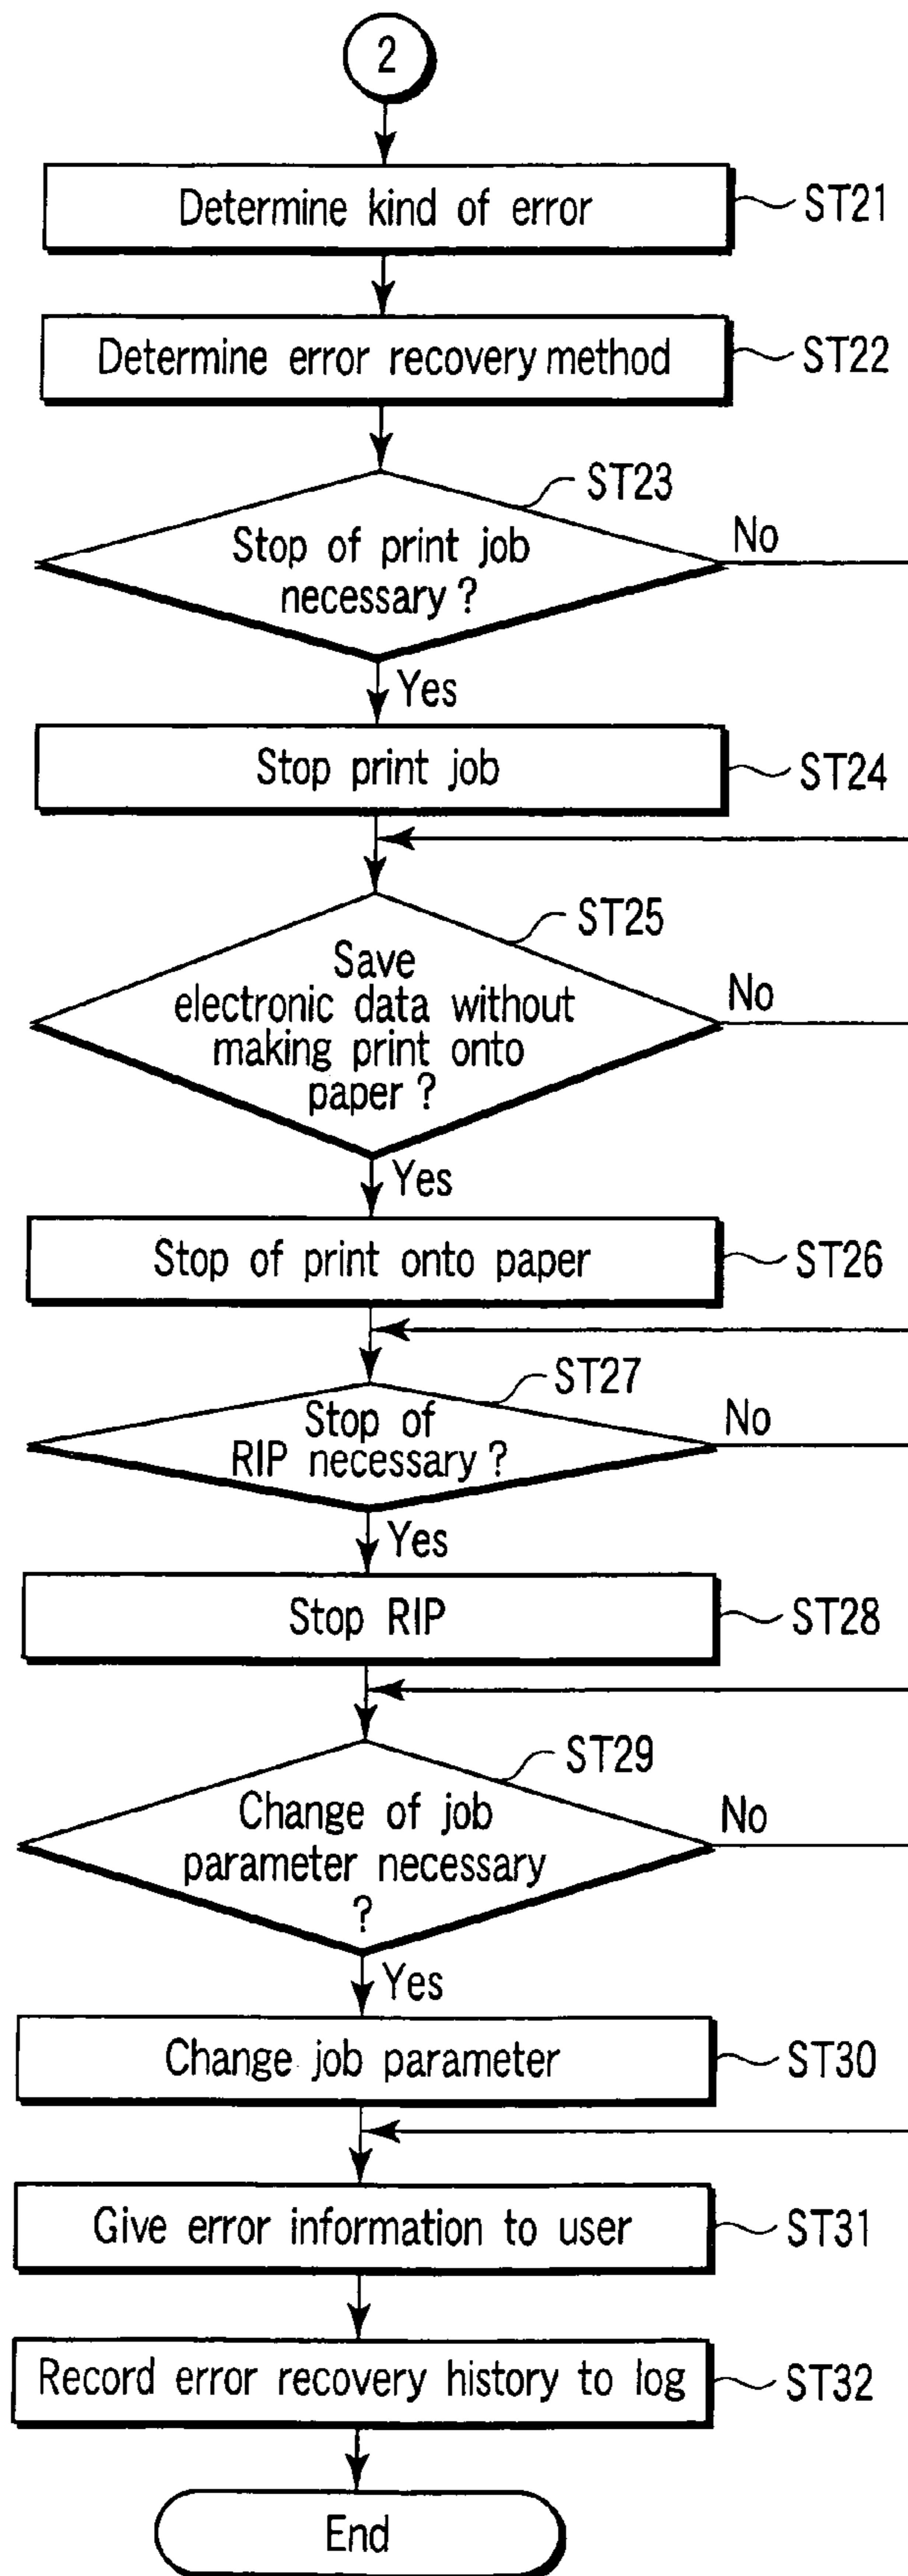 2
Determine kind of error
ST21
Determine error recovery method
ST22
ST23
Stop of print job
necessary ?
No
Yes
Stop print job
ST24
ST25
Save
electronic data without
making print onto
paper ?
No
Yes
Stop of print onto paper
ST26
ST27
Stop of
RIP necessary ?
No
Yes
Stop RIP
ST28
ST29
Change of job
parameter necessary
?
No
Yes
Change job parameter
ST30
Give error information to user
ST31
Record error recovery history to log
ST32
End